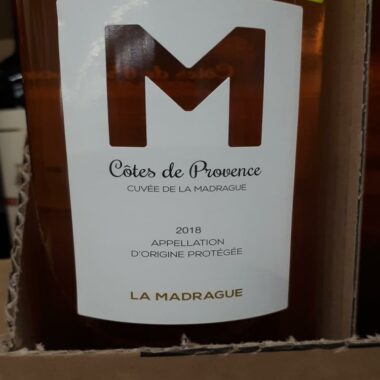 M
Côtes de Provence
CUVÉE DE LA MADRAGUE
2018
APPELLATION
D'ORIGINE PROTÉGÉE
LA MADRAGUE